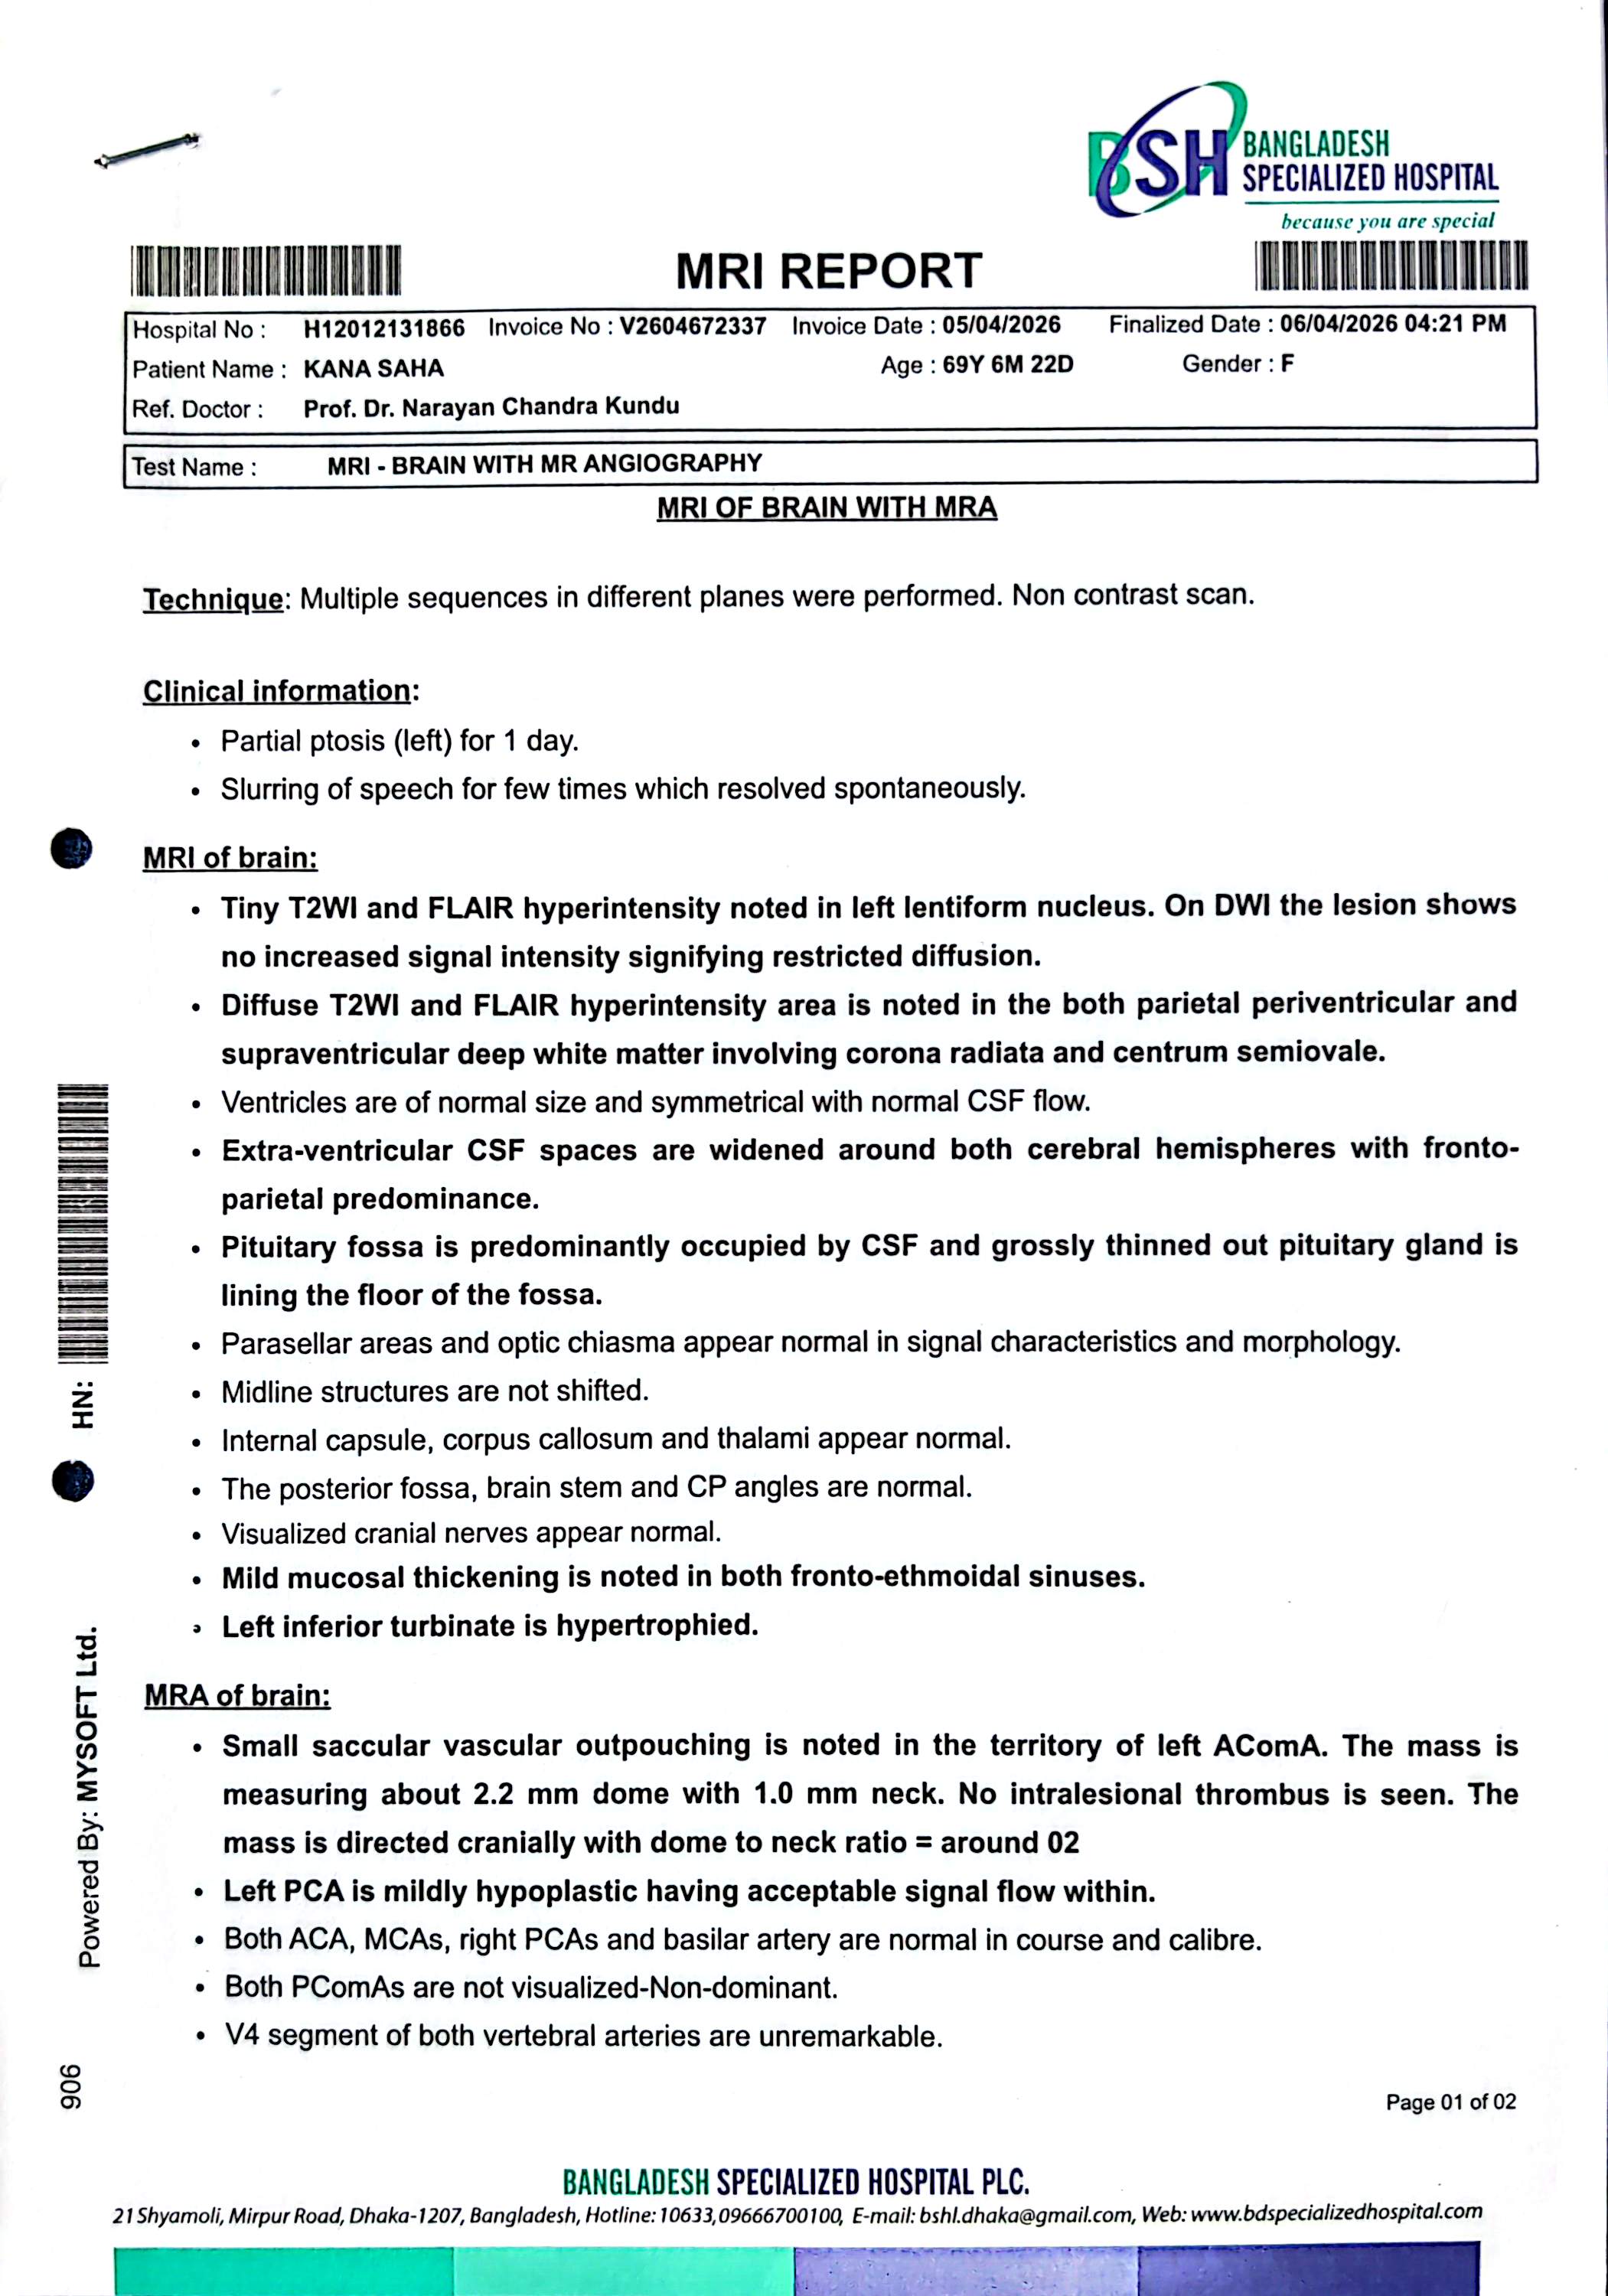 BSH BANGLADESH
SPECIALIZED HOSPITAL
because you are special
MRI REPORT
Hospital No : H12012131866 Invoice No : V2604672337 Invoice Date : 05/04/2026 Finalized Date : 06/04/2026 04:21 PM
Patient Name : KANA SAHA Age : 69Y 6M 22D Gender : F
Ref. Doctor : Prof. Dr. Narayan Chandra Kundu
Test Name : MRI - BRAIN WITH MR ANGIOGRAPHY
MRI OF BRAIN WITH MRA
Technique: Multiple sequences in different planes were performed. Non contrast scan.
Clinical information:
• Partial ptosis (left) for 1 day.
• Slurring of speech for few times which resolved spontaneously.
MRI of brain:
• Tiny T2WI and FLAIR hyperintensity noted in left lentiform nucleus. On DWI the lesion shows
no increased signal intensity signifying restricted diffusion.
• Diffuse T2WI and FLAIR hyperintensity area is noted in the both parietal periventricular and
supraventricular deep white matter involving corona radiata and centrum semiovale.
• Ventricles are of normal size and symmetrical with normal CSF flow.
• Extra-ventricular CSF spaces are widened around both cerebral hemispheres with fronto-
parietal predominance.
• Pituitary fossa is predominantly occupied by CSF and grossly thinned out pituitary gland is
lining the floor of the fossa.
• Parasellar areas and optic chiasma appear normal in signal characteristics and morphology.
• Midline structures are not shifted.
• Internal capsule, corpus callosum and thalami appear normal.
• The posterior fossa, brain stem and CP angles are normal.
• Visualized cranial nerves appear normal.
• Mild mucosal thickening is noted in both fronto-ethmoidal sinuses.
• Left inferior turbinate is hypertrophied.
MRA of brain:
• Small saccular vascular outpouching is noted in the territory of left AComA. The mass is
measuring about 2.2 mm dome with 1.0 mm neck. No intralesional thrombus is seen. The
mass is directed cranially with dome to neck ratio = around 02
• Left PCA is mildly hypoplastic having acceptable signal flow within.
• Both ACA, MCAs, right PCAs and basilar artery are normal in course and calibre.
• Both PComAs are not visualized-Non-dominant.
• V4 segment of both vertebral arteries are unremarkable.
HN:
Powered By: MYSOFT Ltd.
906
Page 01 of 02
BANGLADESH SPECIALIZED HOSPITAL PLC.
21 Shyamoli, Mirpur Road, Dhaka-1207, Bangladesh, Hotline: 10633,09666700100, E-mail: bshl.dhaka@gmail.com, Web: www.bdspecializedhospital.com